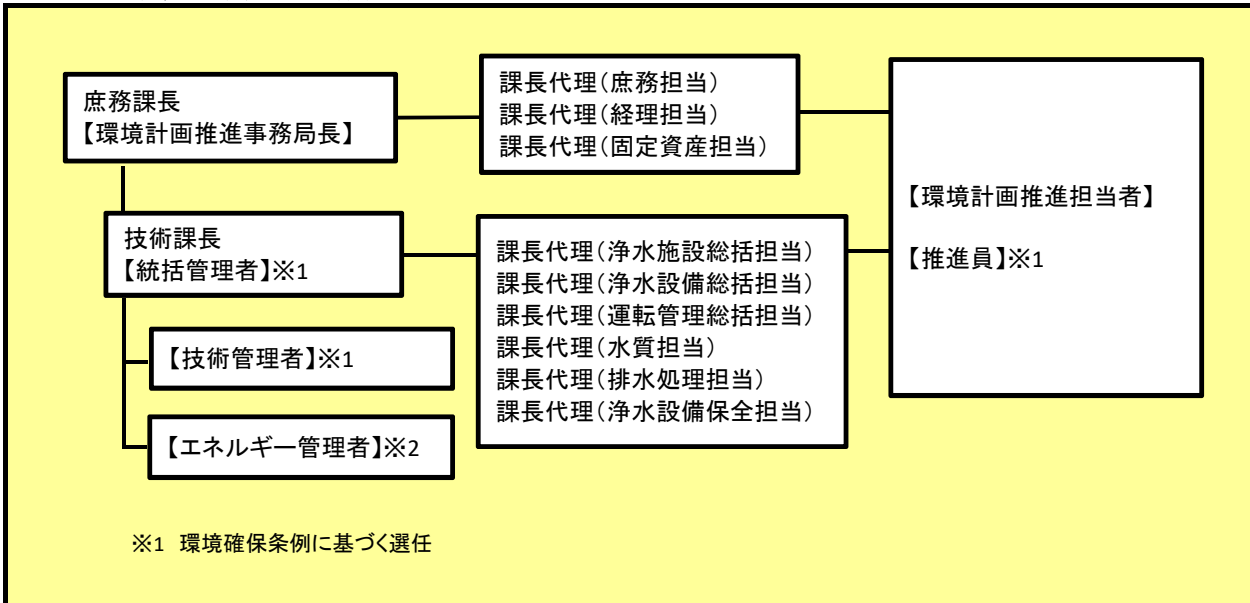 庶務課長
【環境計画推進事務局長】
課長代理（庶務担当）
課長代理（経理担当）
課長代理（固定資産担当）
技術課長
【統括管理者】※1
課長代理（浄水施設総括担当）
課長代理（浄水設備総括担当）
課長代理（運転管理総括担当）
課長代理（水質担当）
課長代理（排水処理担当）
課長代理（浄水設備保全担当）
【環境計画推進担当者】
【推進員】※1
【技術管理者】※1
【エネルギー管理者】※2
※1 環境確保条例に基づく選任